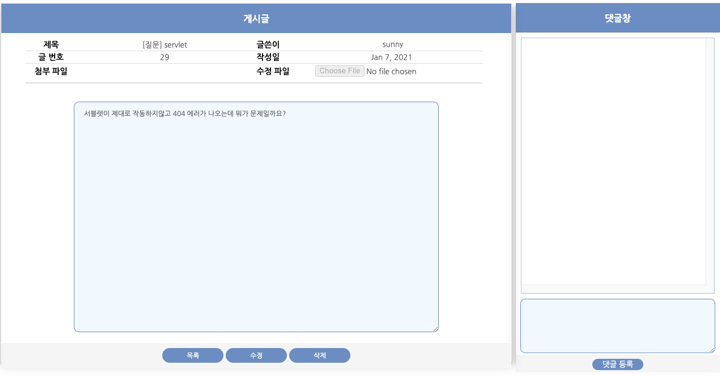 게시글
제목 [질문] servlet 글쓴이 sunny
글 번호 29 작성일 Jan 7, 2021
첨부 파일 수정 파일 Choose File No file chosen
서블렛이 제대로 작동하지않고 404 에러가 나오는데 뭐가 문제일까요?
목록 수정 삭제
댓글창
댓글 등록